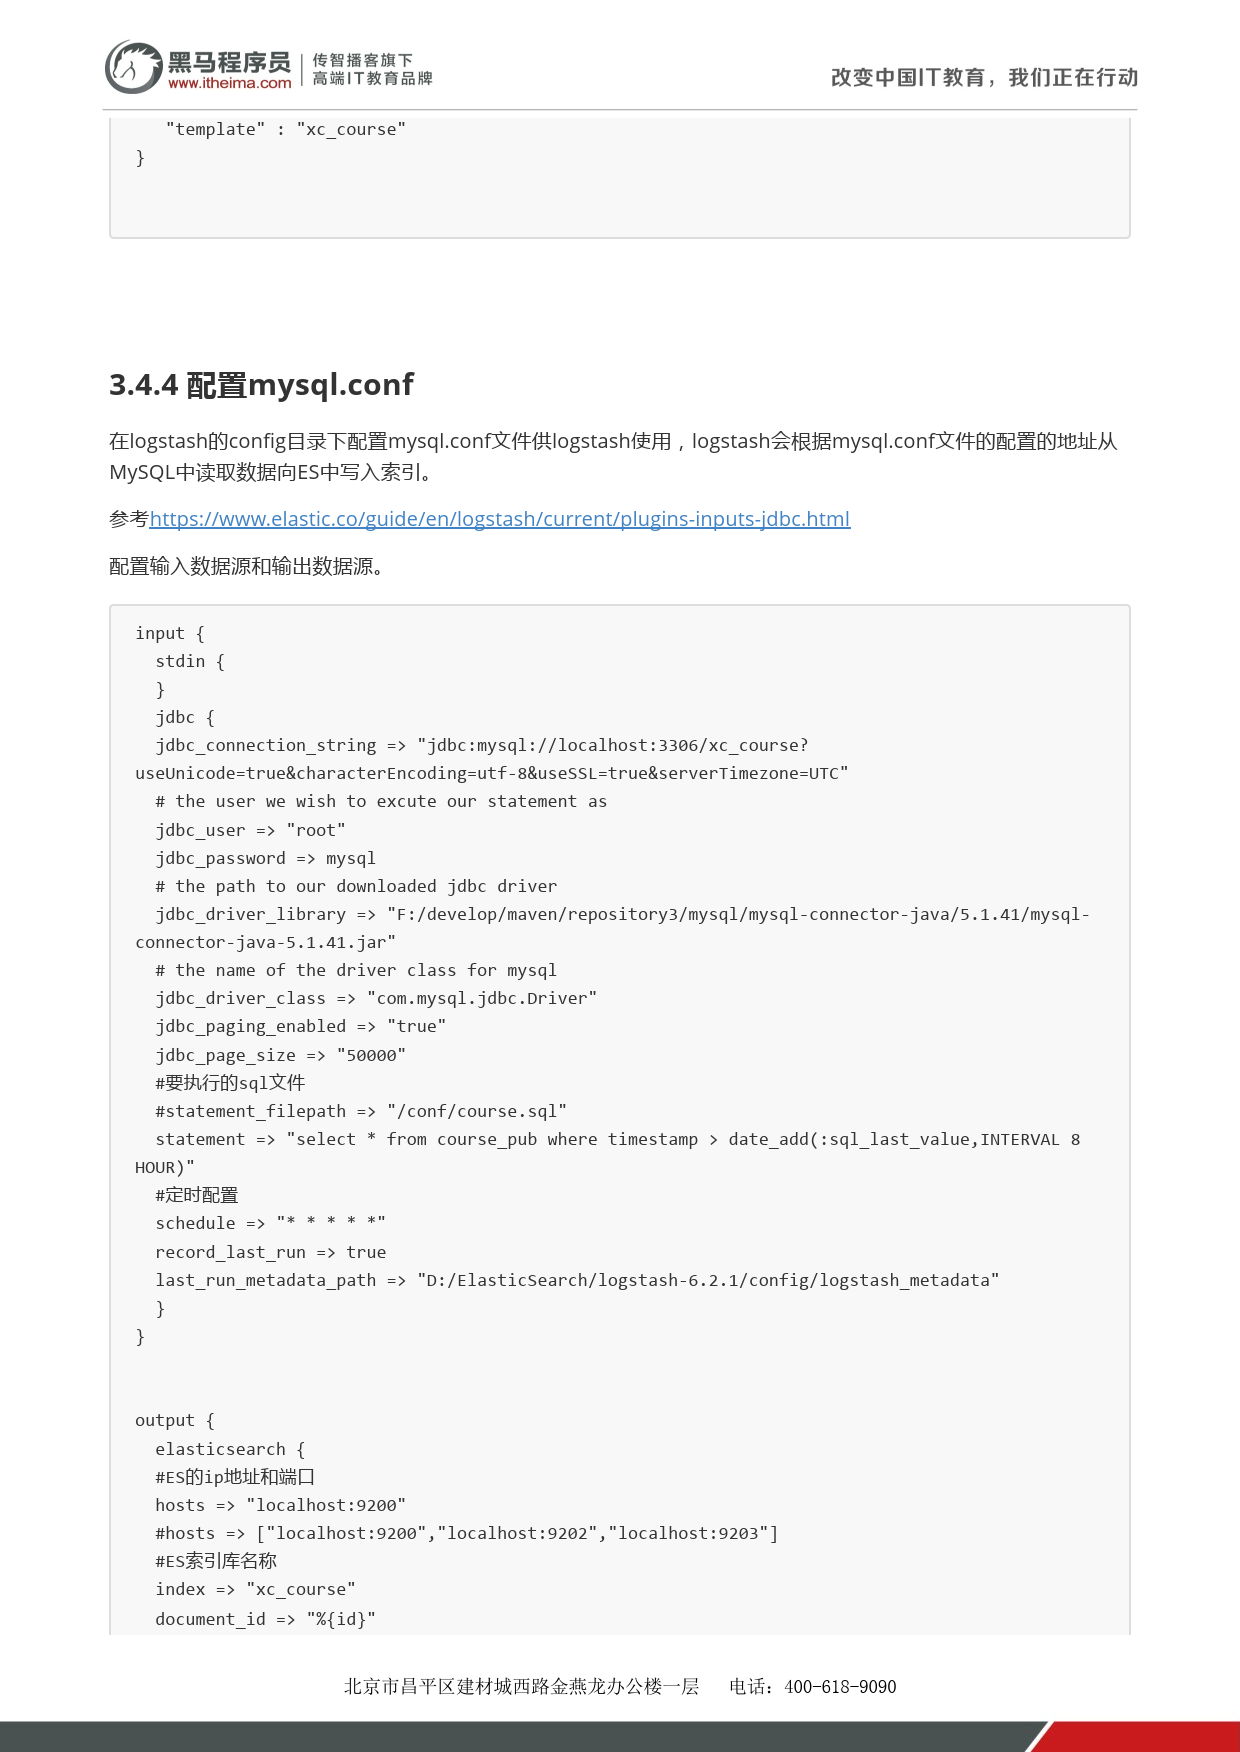 黑马程序员 传智播客旗下
www.itheima.com 高端IT教育品牌
改变中国IT教育，我们正在行动
"template" : "xc_course"
}
3.4.4 配置mysql.conf
在logstash的config目录下配置mysql.conf文件供logstash使用，logstash会根据mysql.conf文件的配置的地址从
MySQL中读取数据向ES中写入索引。
参考https://www.elastic.co/guide/en/logstash/current/plugins-inputs-jdbc.html
配置输入数据源和输出数据源。
input {
stdin {
}
jdbc {
jdbc_connection_string => "jdbc:mysql://localhost:3306/xc_course?
useUnicode=true&characterEncoding=utf-8&useSSL=true&serverTimezone=UTC"
# the user we wish to excute our statement as
jdbc_user => "root"
jdbc_password => mysql
# the path to our downloaded jdbc driver
jdbc_driver_library => "F:/develop/maven/repository3/mysql/mysql-connector-java/5.1.41/mysql-
connector-java-5.1.41.jar"
# the name of the driver class for mysql
jdbc_driver_class => "com.mysql.jdbc.Driver"
jdbc_paging_enabled => "true"
jdbc_page_size => "50000"
#要执行的sql文件
#statement_filepath => "/conf/course.sql"
statement => "select * from course_pub where timestamp > date_add(:sql_last_value,INTERVAL 8
HOUR)"
#定时配置
schedule => "* * * * *"
record_last_run => true
last_run_metadata_path => "D:/ElasticSearch/logstash-6.2.1/config/logstash_metadata"
}
}
output {
elasticsearch {
#ES的ip地址和端口
hosts => "localhost:9200"
#hosts => ["localhost:9200","localhost:9202","localhost:9203"]
#ES索引库名称
index => "xc_course"
document_id => "%{id}"
北京市昌平区建材城西路金燕龙办公楼一层 电话：400-618-9090